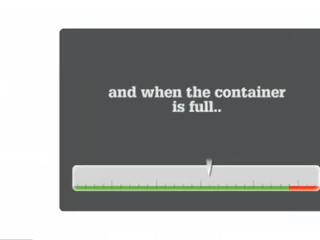 and when the container
is full..